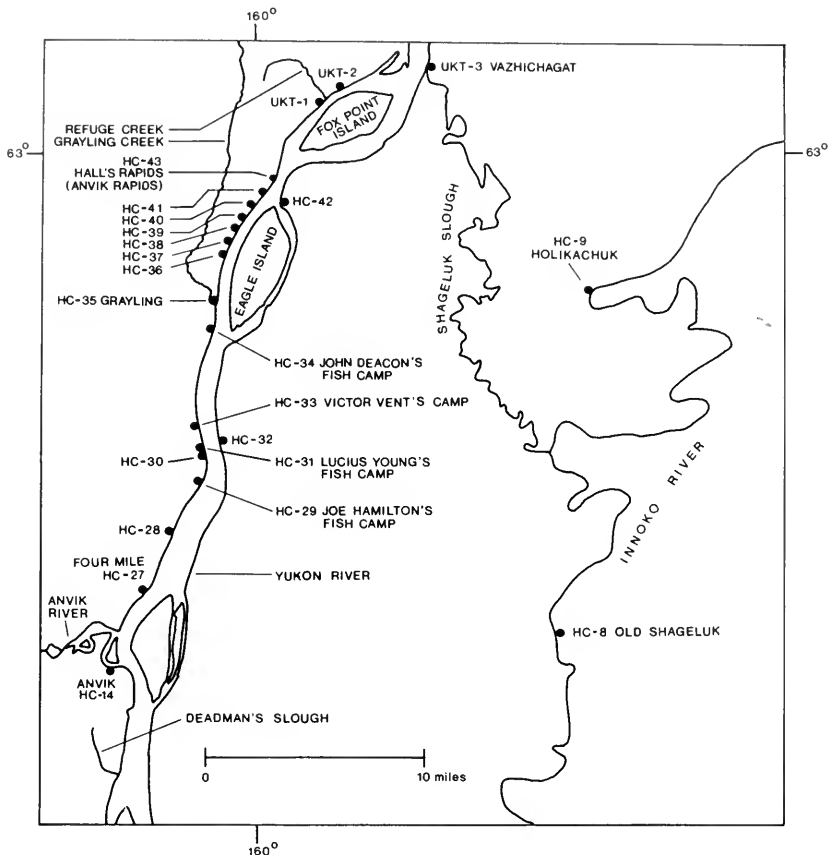 160°
UKT-3 VAZHICHAGAT
UKT-2
UKT-1
FOX POINT
ISLAND
REFUGE CREEK
GRAYLING CREEK
63°
63°
HC-43
HALL'S RAPIDS
(ANVIK RAPIDS)
HC-41
HC-40
HC-39
HC-38
HC-37
HC-36
HC-42
EAGLE ISLAND
SHAGELUK SLOUGH
HC-9
HOLIKACHUK
HC-35 GRAYLING
HC-34 JOHN DEACON'S
FISH CAMP
HC-33 VICTOR VENT'S CAMP
HC-32
HC-30
HC-31 LUCIUS YOUNG'S
FISH CAMP
HC-29 JOE HAMILTON'S
FISH CAMP
INNOKO RIVER
HC-28
FOUR MILE
HC-27
YUKON RIVER
ANVIK
RIVER
HC-8 OLD SHAGELUK
ANVIK
HC-14
DEADMAN'S SLOUGH
0 10 miles
160°